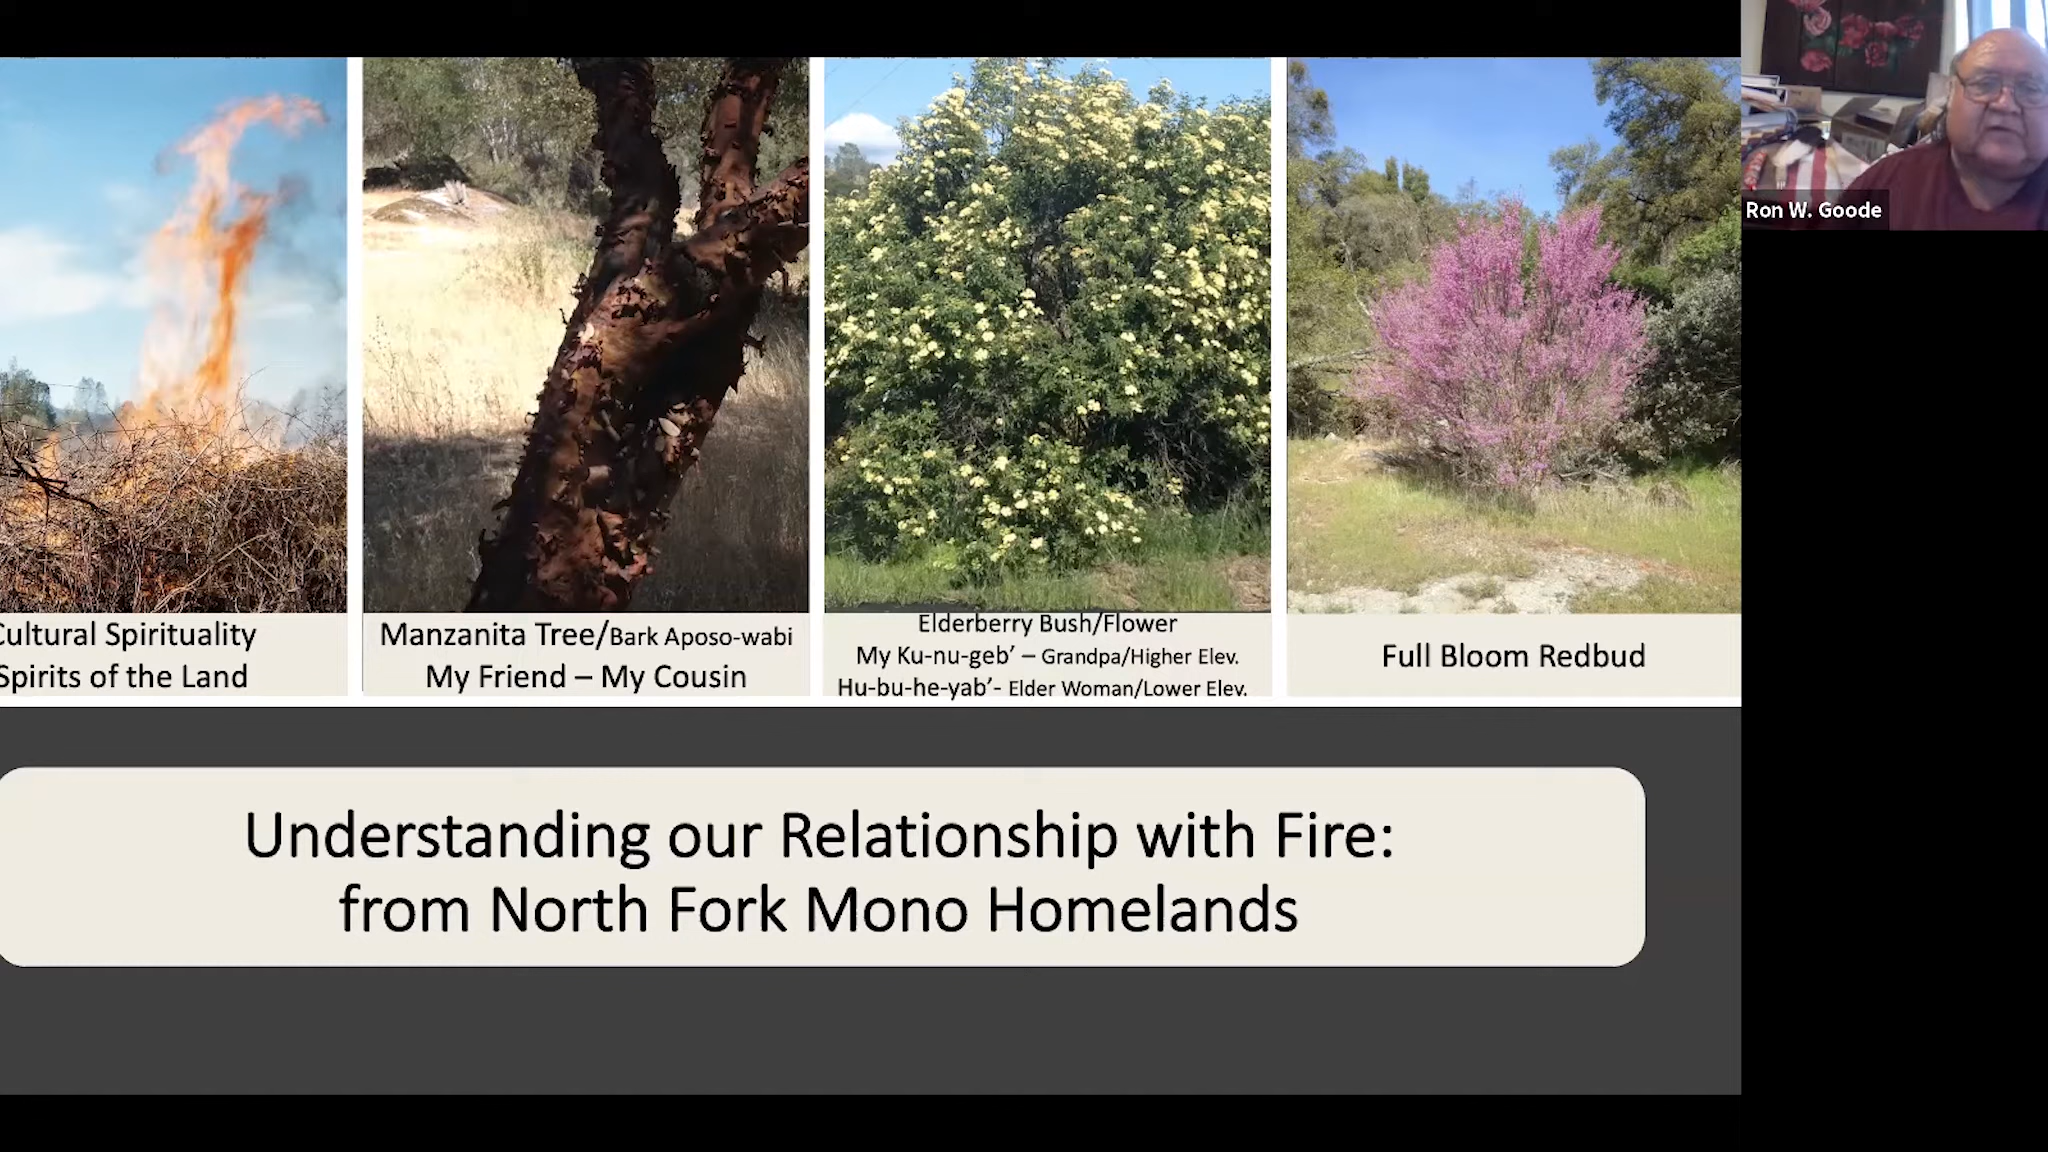 Ron W. Goode
Cultural Spirituality
Spirits of the Land
Manzanita Tree/Bark Aposo-wabi
My Friend – My Cousin
Elderberry Bush/Flower
My Ku-nu-geb’ – Grandpa/Higher Elev.
Hu-bu-he-yab’- Elder Woman/Lower Elev.
Full Bloom Redbud
Understanding our Relationship with Fire:
from North Fork Mono Homelands